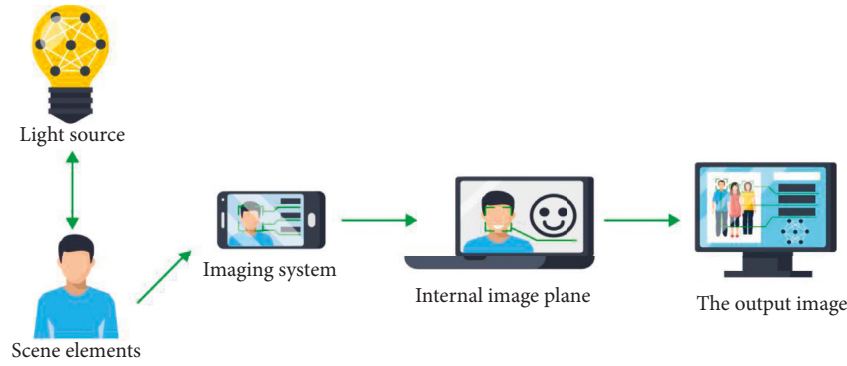 Light source
Scene elements
Imaging system
Internal image plane
The output image